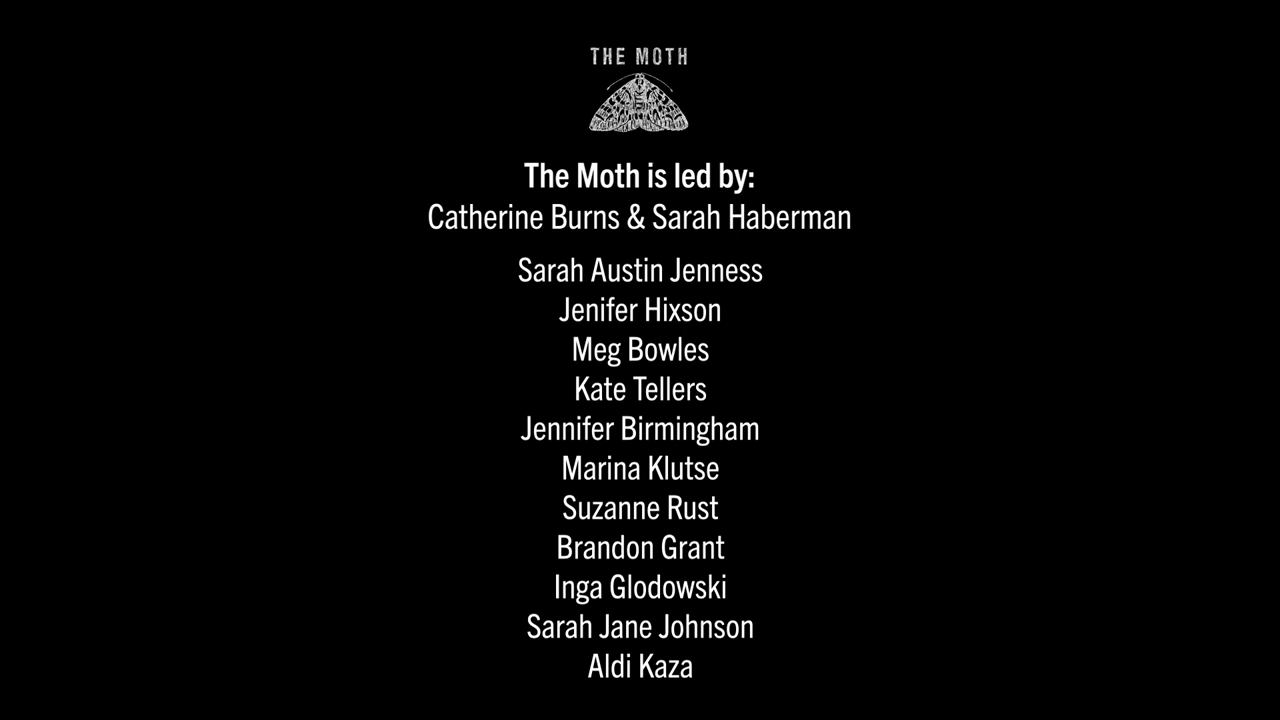 THE MOTH
The Moth is led by:
Catherine Burns & Sarah Haberman
Sarah Austin Jenness
Jenifer Hixson
Meg Bowles
Kate Tellers
Jennifer Birmingham
Marina Klutse
Suzanne Rust
Brandon Grant
Inga Glodowski
Sarah Jane Johnson
Aldi Kaza